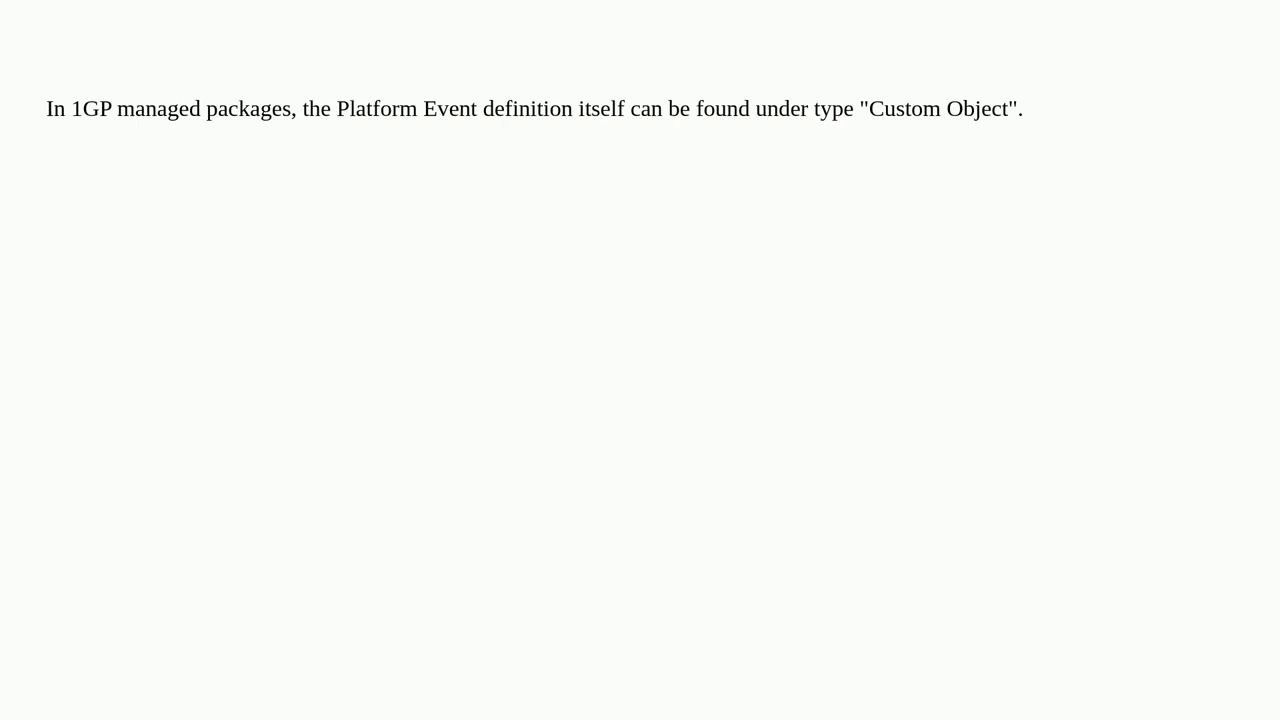 In 1GP managed packages, the Platform Event definition itself can be found under type "Custom Object".